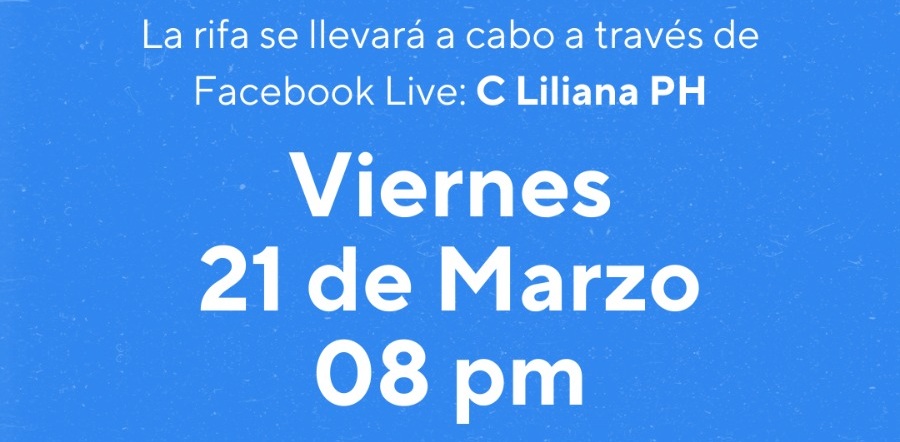 La rifa se llevará a cabo a través de
Facebook Live: C Liliana PH
Viernes
21 de Marzo
08 pm